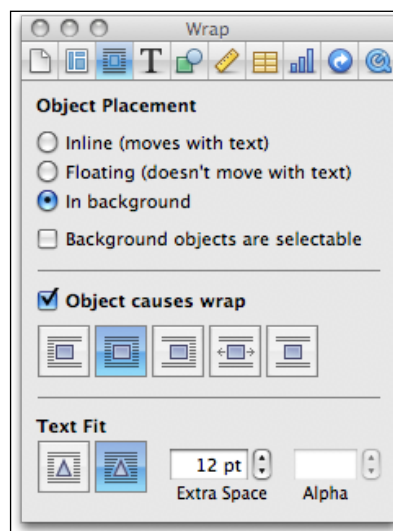 Wrap
T
Object Placement
Inline (moves with text)
Floating (doesn't move with text)
In background
Background objects are selectable
Object causes wrap
Text Fit
12 pt
Extra Space Alpha